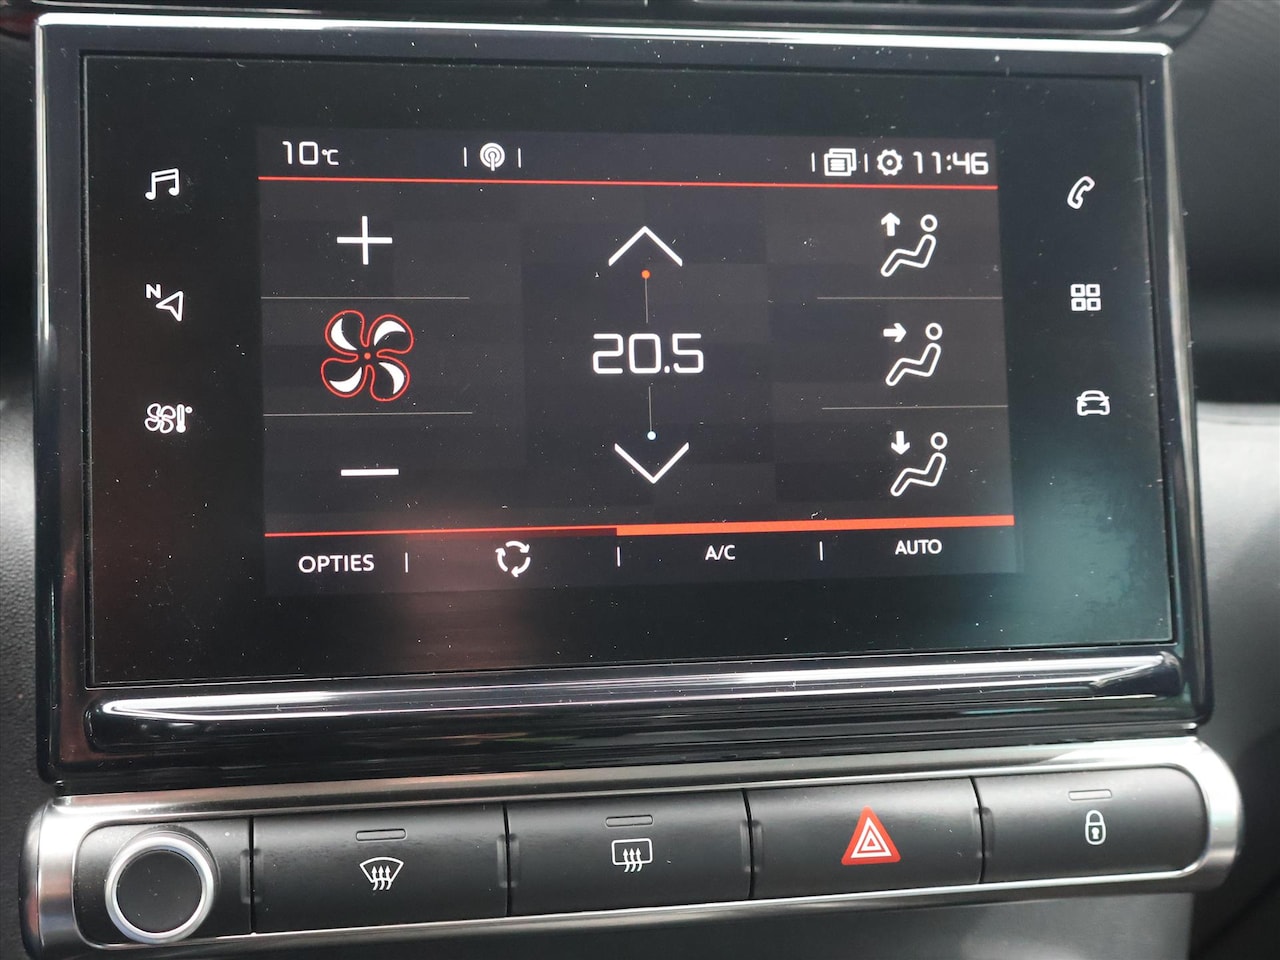 10°C
11:46
20.5
OPTIES
A/C
AUTO
N